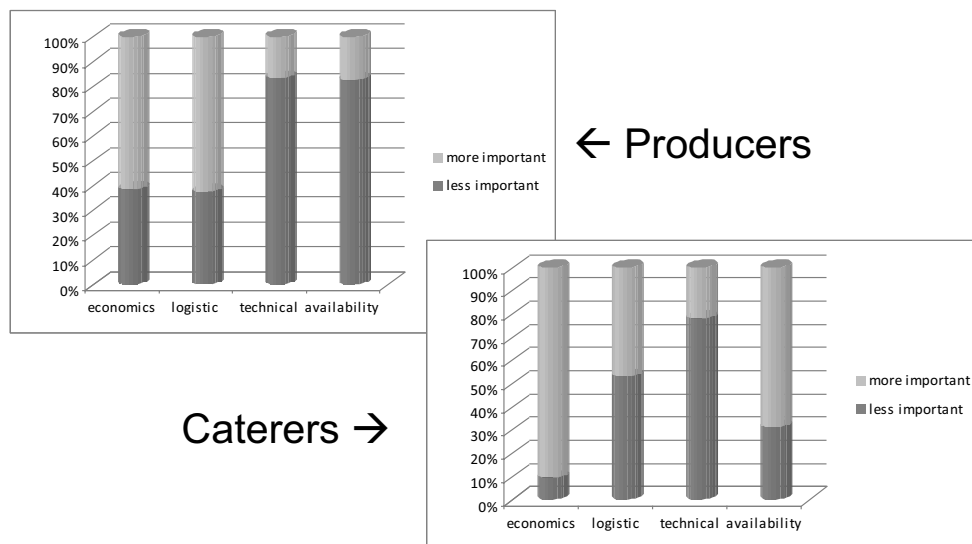 100%
90%
80%
70%
60%
50%
40%
30%
20%
10%
0%
economics logistic technical availability
more important
less important
← Producers
Caterers →
100%
90%
80%
70%
60%
50%
40%
30%
20%
10%
0%
economics logistic technical availability
more important
less important